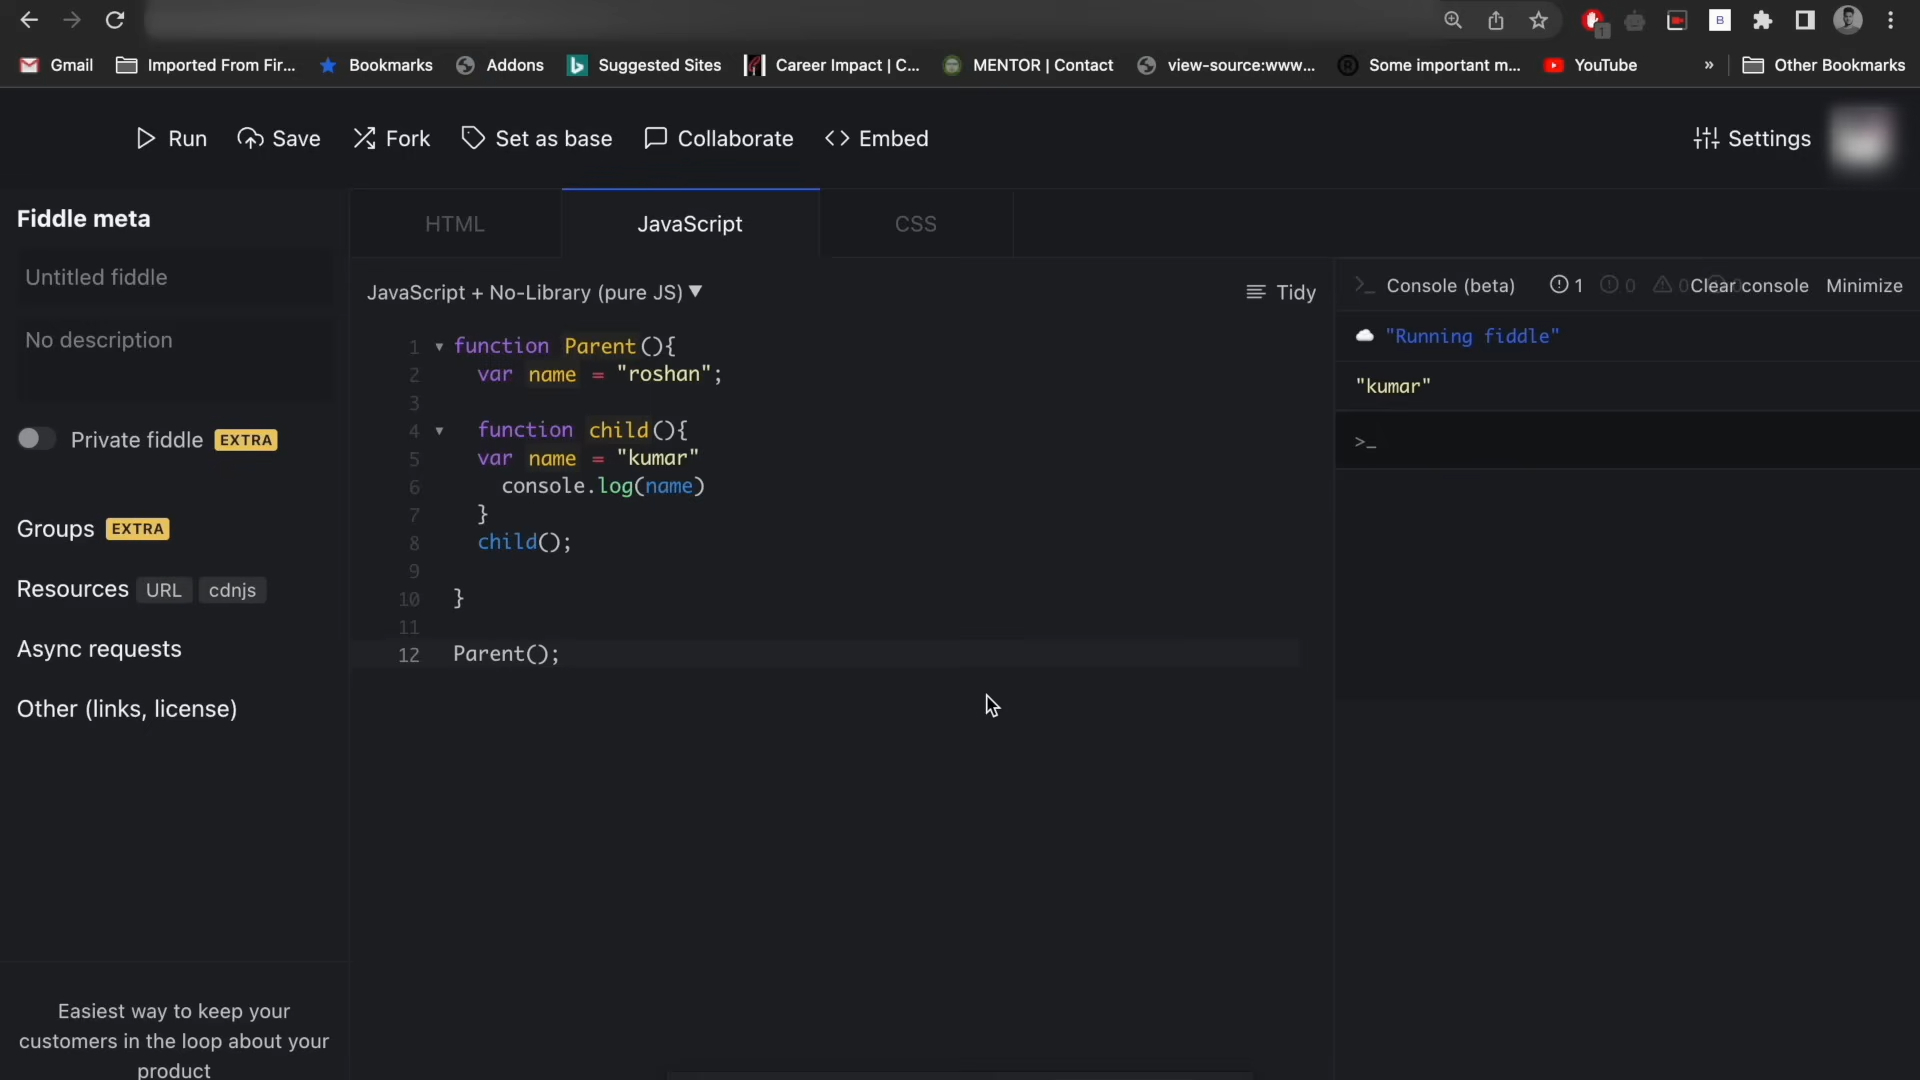 Gmail Imported From Fir... Bookmarks Addons Suggested Sites Career Impact | C... MENTOR | Contact view-source:www... Some important m... YouTube » Other Bookmarks
Run Save Fork Set as base Collaborate <> Embed Settings
Fiddle meta
HTML JavaScript CSS
Untitled fiddle
No description
Private fiddle EXTRA
Groups EXTRA
Resources URL cdnjs
Async requests
Other (links, license)
Easiest way to keep your
customers in the loop about your
product
JavaScript + No-Library (pure JS) ▼ Tidy
1 function Parent(){
2 var name = "roshan";
3
4 function child(){
5 var name = "kumar"
6 console.log(name)
7 }
8 child();
9
10 }
11
12 Parent();
>_ Console (beta) 1 0 0 Clear console Minimize
"Running fiddle"
"kumar"
>_